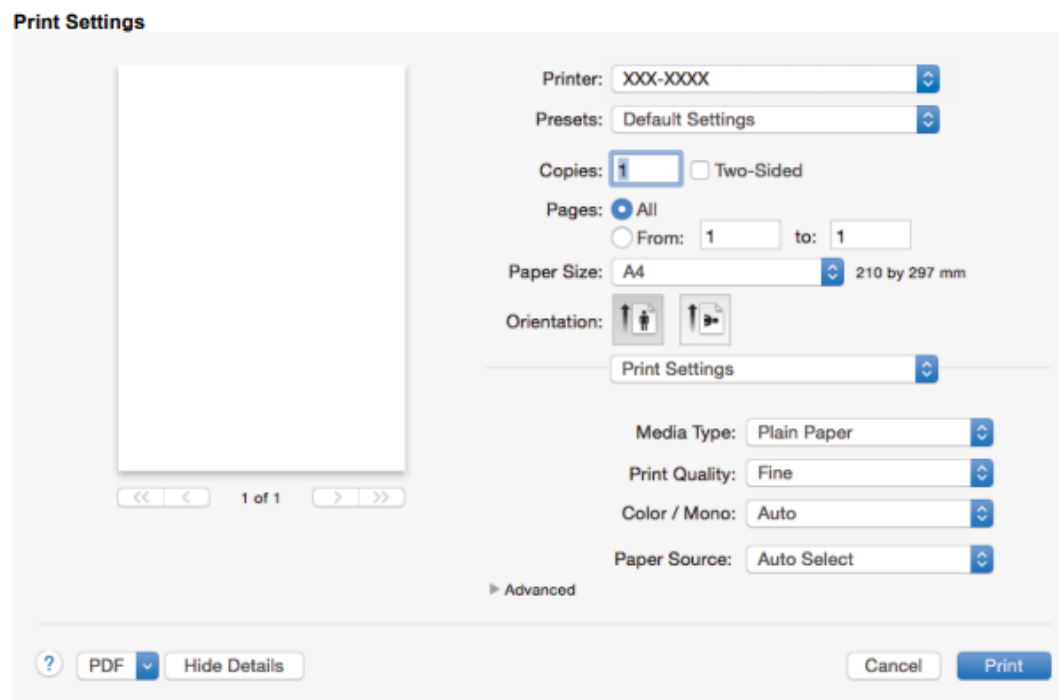 Print Settings
Printer: XXX-XXXX
Presets: Default Settings
Copies: 1 Two-Sided
Pages: All
From: 1 to: 1
Paper Size: A4 210 by 297 mm
Orientation:
Print Settings
Media Type: Plain Paper
Print Quality: Fine
1 of 1
Color / Mono: Auto
Paper Source: Auto Select
Advanced
? PDF Hide Details Cancel Print